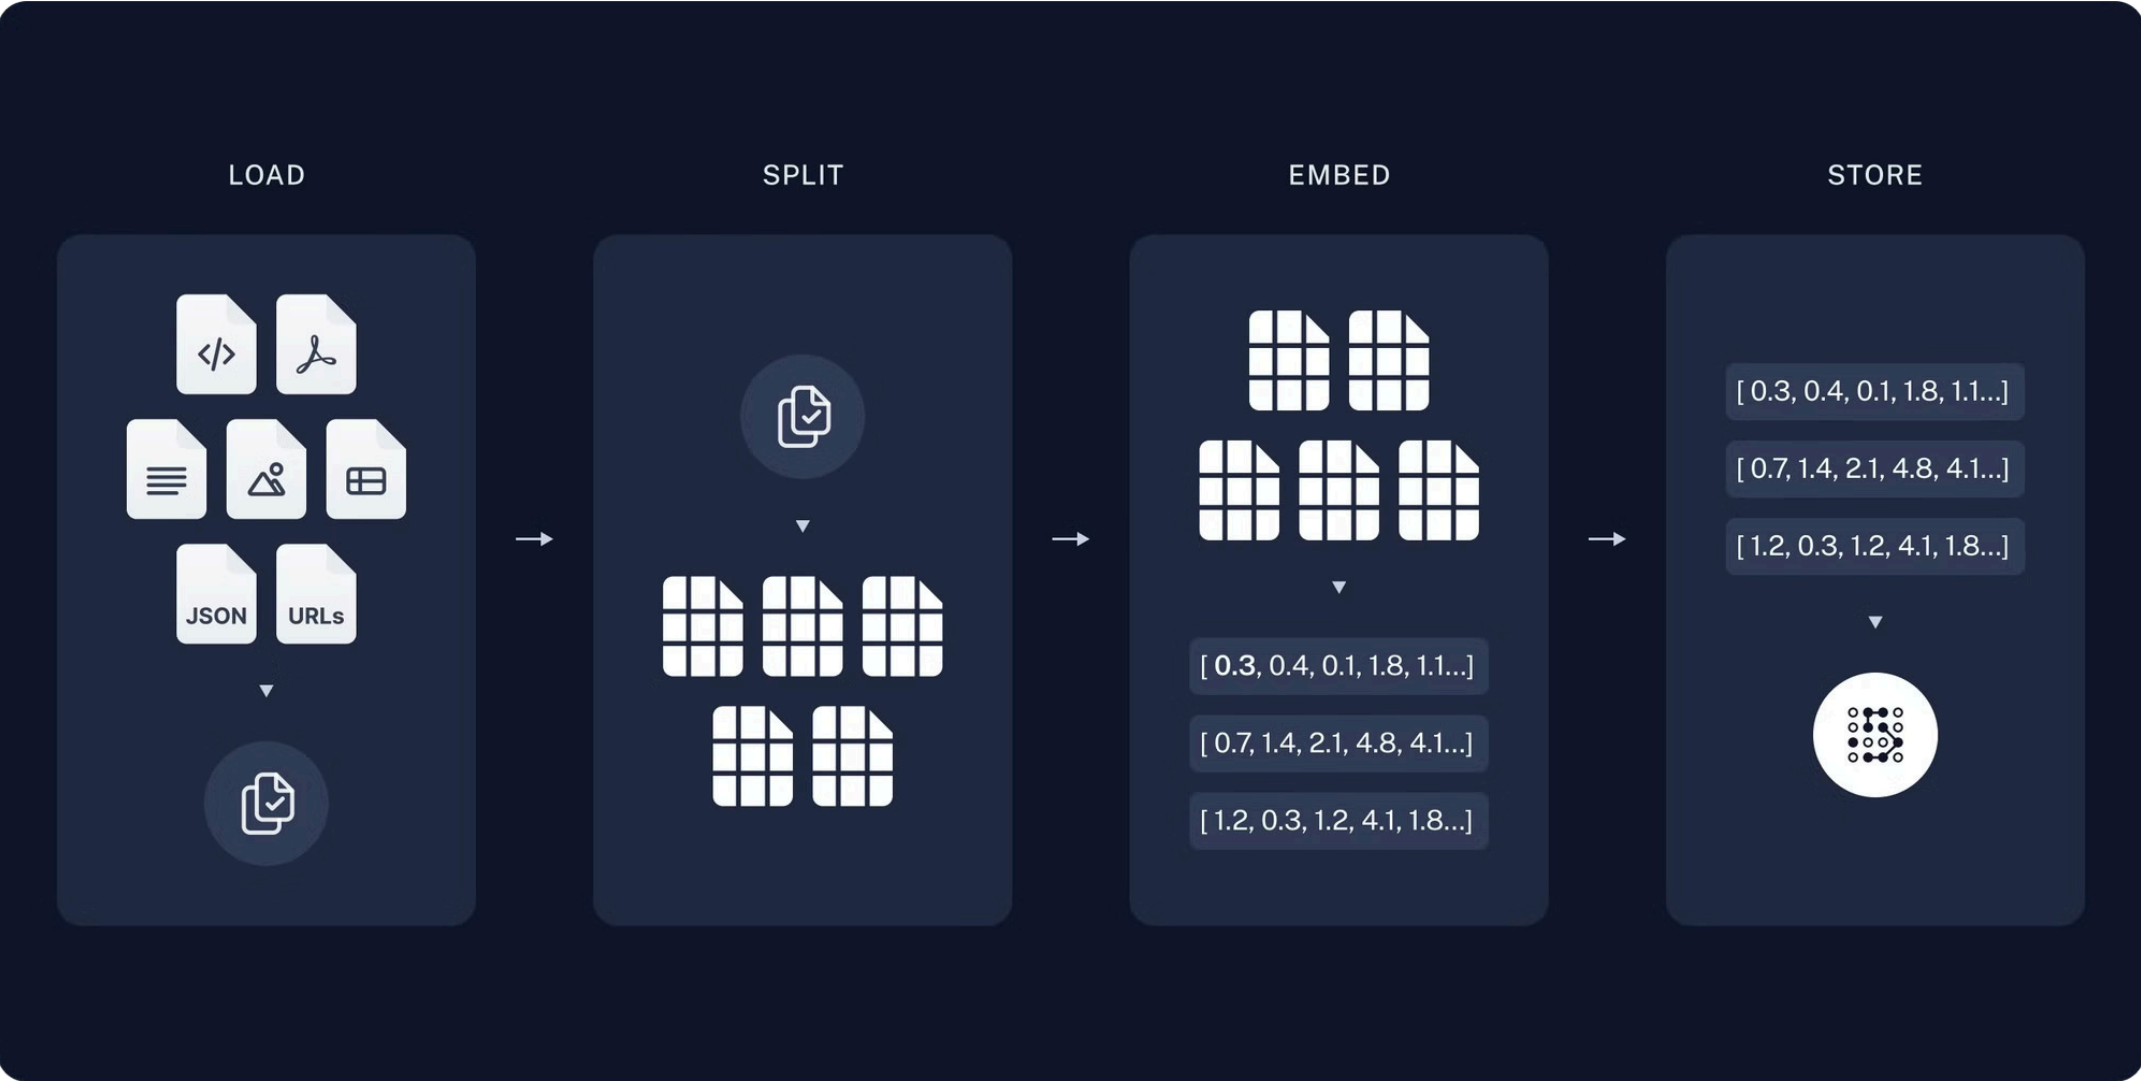 LOAD
JSON
URLs
SPLIT
EMBED
[ 0.3, 0.4, 0.1, 1.8, 1.1...]
[ 0.7, 1.4, 2.1, 4.8, 4.1...]
[ 1.2, 0.3, 1.2, 4.1, 1.8...]
STORE
[ 0.3, 0.4, 0.1, 1.8, 1.1...]
[ 0.7, 1.4, 2.1, 4.8, 4.1...]
[ 1.2, 0.3, 1.2, 4.1, 1.8...]